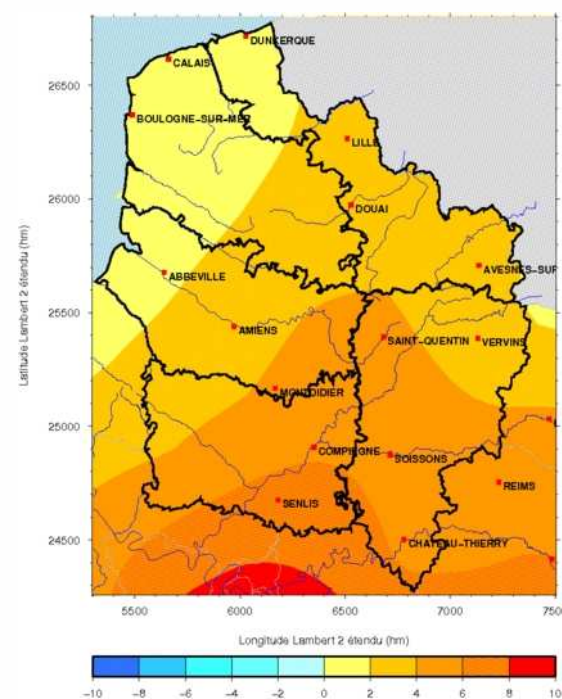 DUNKERQUE
CALAIS
26500
BOULOGNE-SUR-MER
LILLE
26000
DOUAI
AVESNES-SUR
ABBEVILLE
25500
AMIENS
SAINT-QUENTIN
VERVINS
MONTDIDIER
25000
COMPIEGNE
SOISSONS
REIMS
SENLIS
24500
CHATEAU-THIERRY
5500 6000 6500 7000 750
Latitude Lambert 2 étendu (hm)
Longitude Lambert 2 étendu (hm)
-10 -8 -6 -4 -2 0 2 4 6 8 10